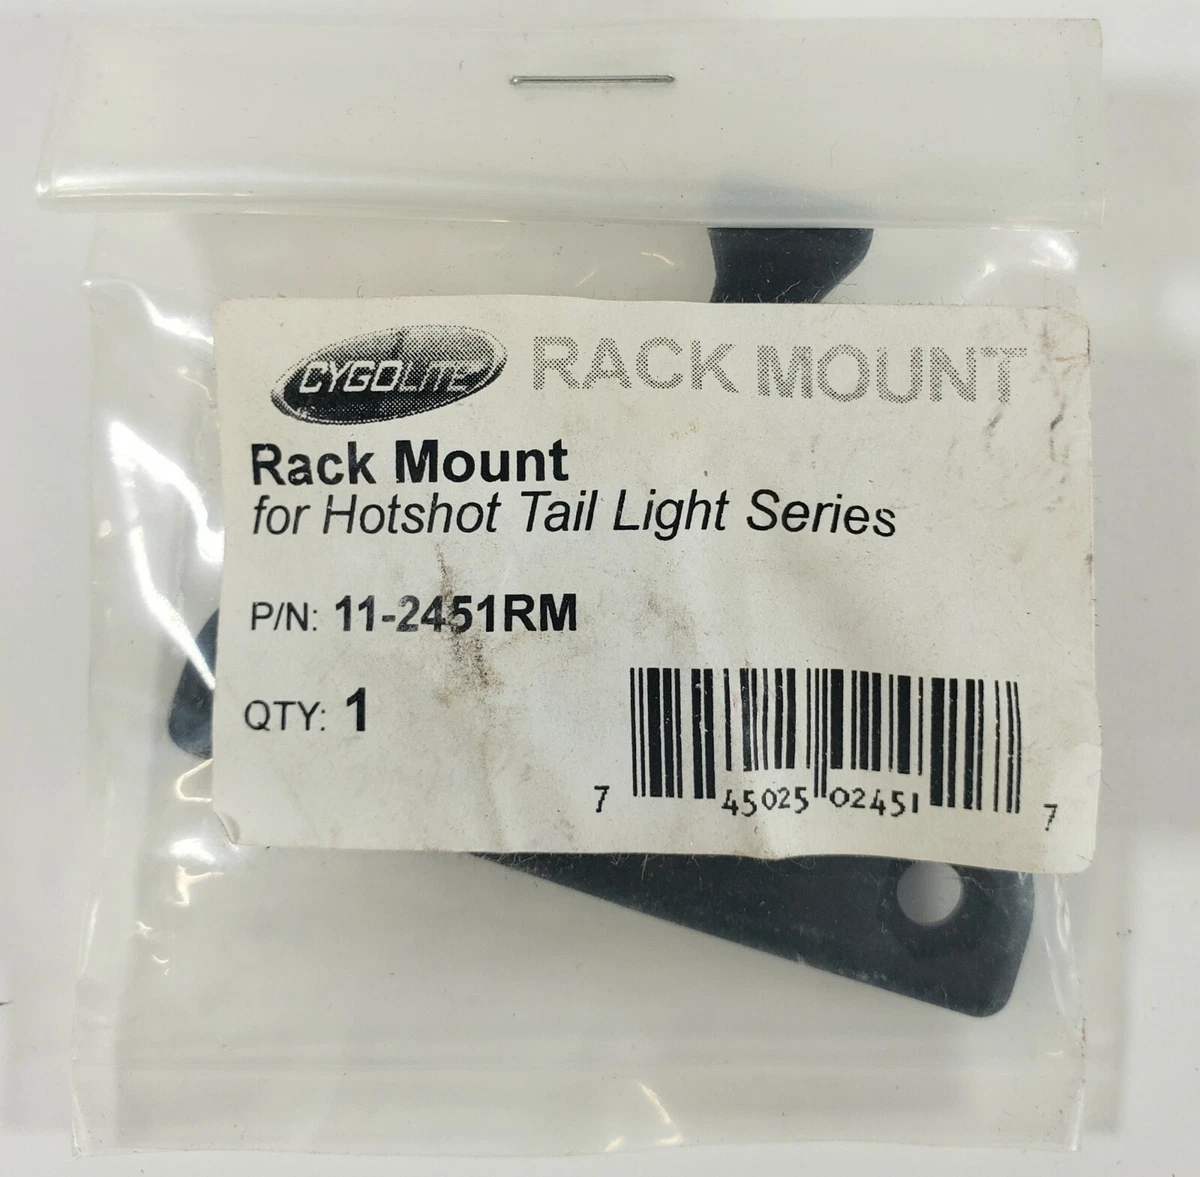 CYGOLITE RACK MOUNT
Rack Mount
for Hotshot Tail Light Series
P/N: 11-2451RM
QTY: 1
7 45025 02451 7